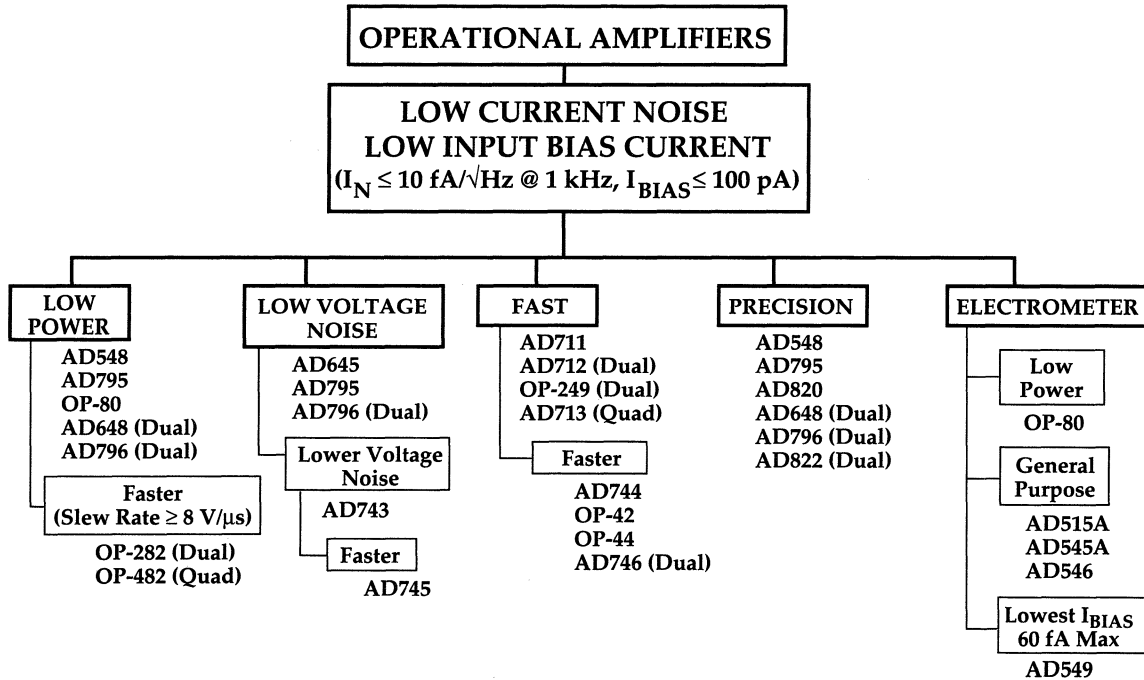 OPERATIONAL AMPLIFIERS
LOW CURRENT NOISE
LOW INPUT BIAS CURRENT
(I_N ≤ 10 fA/√Hz @ 1 kHz, I_BIAS ≤ 100 pA)
LOW
POWER
AD548
AD795
OP-80
AD648 (Dual)
AD796 (Dual)
Faster
(Slew Rate ≥ 8 V/µs)
OP-282 (Dual)
OP-482 (Quad)
LOW VOLTAGE
NOISE
AD645
AD795
AD796 (Dual)
Lower Voltage
Noise
AD743
Faster
AD745
FAST
AD711
AD712 (Dual)
OP-249 (Dual)
AD713 (Quad)
Faster
AD744
OP-42
OP-44
AD746 (Dual)
PRECISION
AD548
AD795
AD820
AD648 (Dual)
AD796 (Dual)
AD822 (Dual)
ELECTROMETER
Low
Power
OP-80
General
Purpose
AD515A
AD545A
AD546
Lowest I_BIAS
60 fA Max
AD549